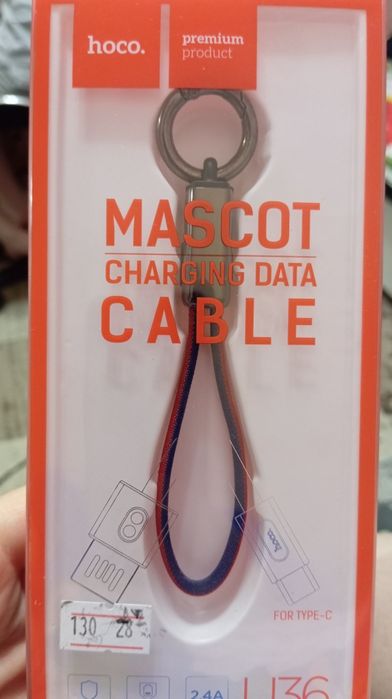 hoco.
premium
product
MASCOT
CHARGING DATA
CABLE
hoco.
FOR TYPE-C
130 28
2.4A
U36